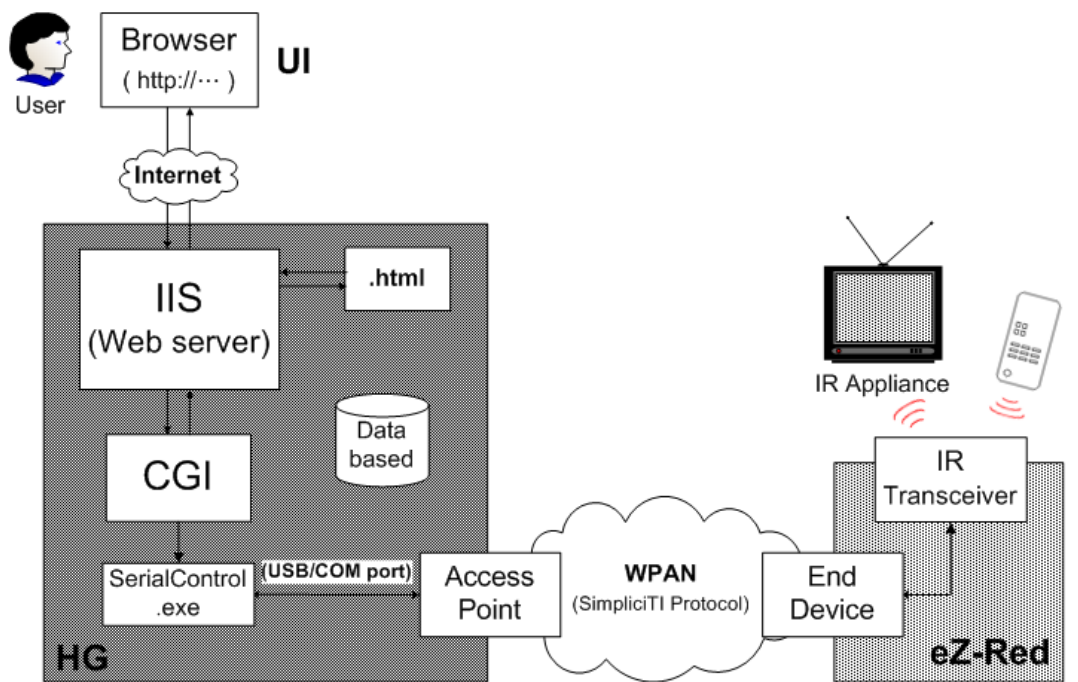 Browser
( http://··· )
UI
User
Internet
IIS
(Web server)
.html
Data
based
CGI
SerialControl
.exe
(USB/COM port)
Access
Point
HG
WPAN
(SimpliciTI Protocol)
End
Device
IR Appliance
IR
Transceiver
eZ-Red